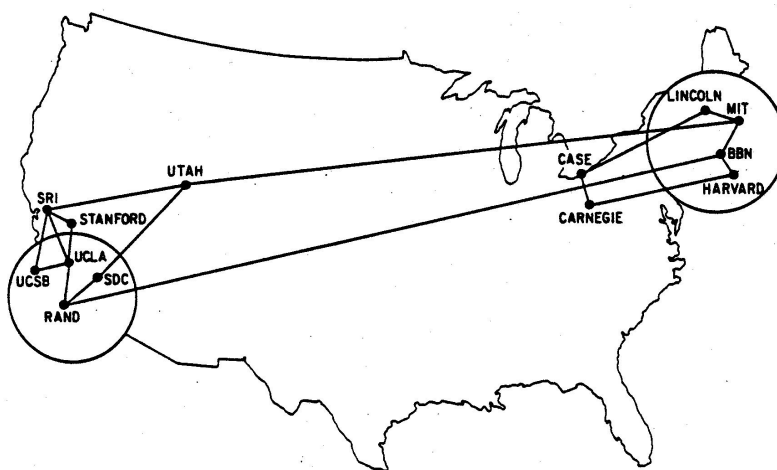 LINCOLN
MIT
BBN
HARVARD
CASE
CARNEGIE
UTAH
SRI
STANFORD
UCLA
UCSB
SDC
RAND